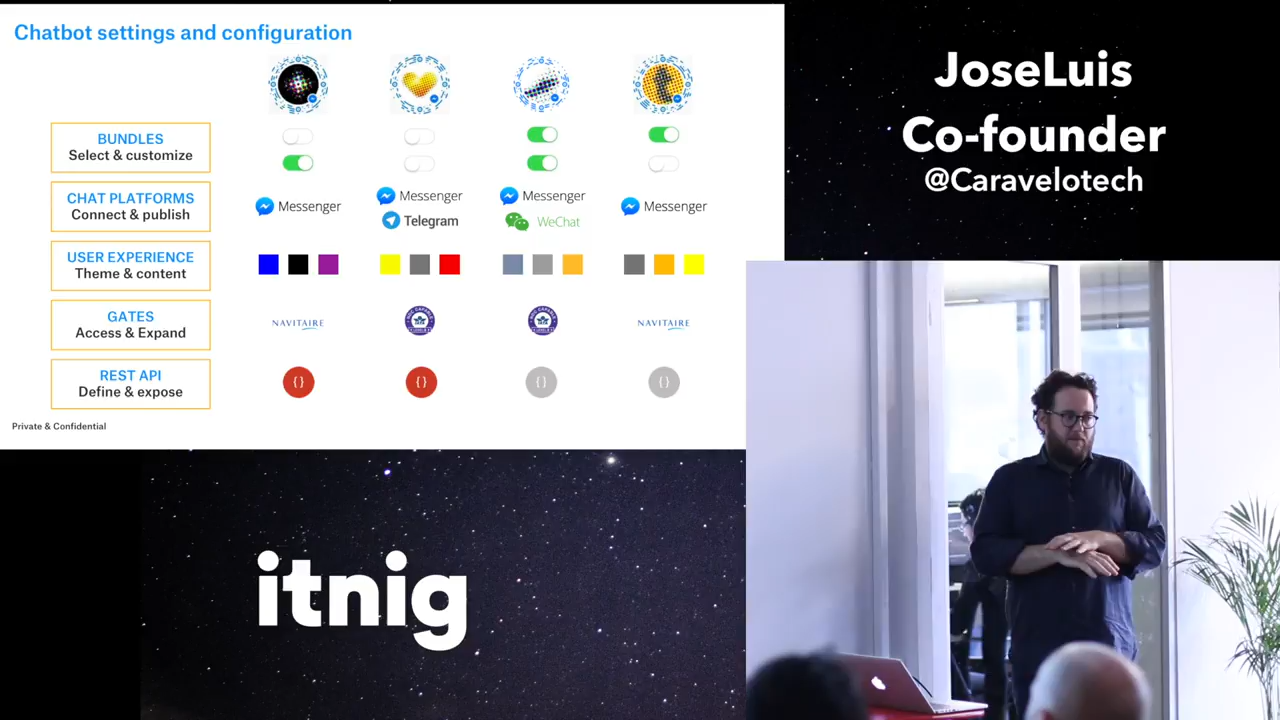 Chatbot settings and configuration
BUNDLES
Select & customize
CHAT PLATFORMS
Connect & publish
Messenger
Messenger
Telegram
Messenger
WeChat
Messenger
USER EXPERIENCE
Theme & content
GATES
Access & Expand
NAVITAIRE
NAVITAIRE
REST API
Define & expose
{ }
{ }
{ }
{ }
Private & Confidential
JoseLuis
Co-founder
@Caravelotech
itnig